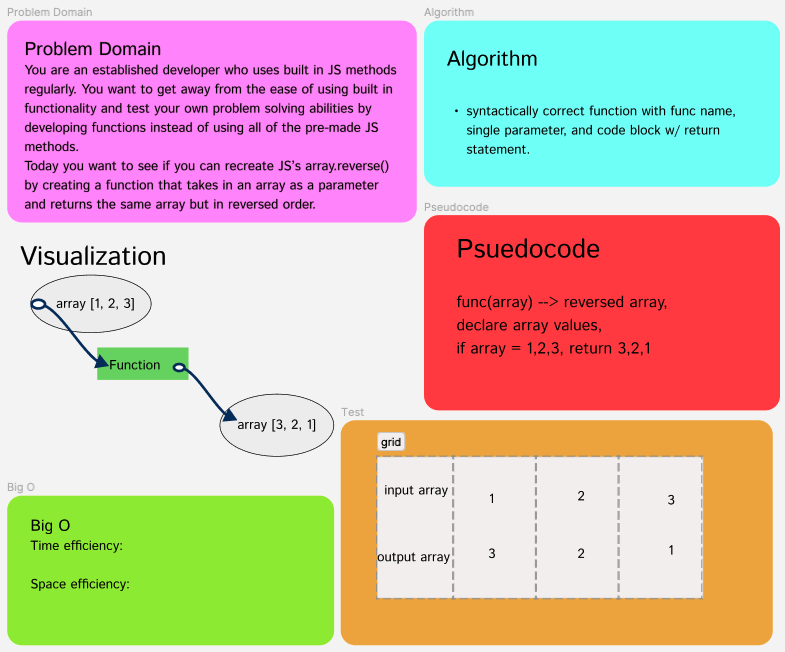 Problem Domain
Problem Domain
You are an established developer who uses built in JS methods
regularly. You want to get away from the ease of using built in
functionality and test your own problem solving abilities by
developing functions instead of using all of the pre-made JS
methods.
Today you want to see if you can recreate JS's array.reverse()
by creating a function that takes in an array as a parameter
and returns the same array but in reversed order.
Algorithm
Algorithm
• syntactically correct function with func name,
single parameter, and code block w/ return
statement.
Pseudocode
Psuedocode
func(array) --> reversed array,
declare array values,
if array = 1,2,3, return 3,2,1
Visualization
array [1, 2, 3]
Function
array [3, 2, 1]
Test
grid
input array 1 2 3
output array 3 2 1
Big O
Big O
Time efficiency:
Space efficiency: